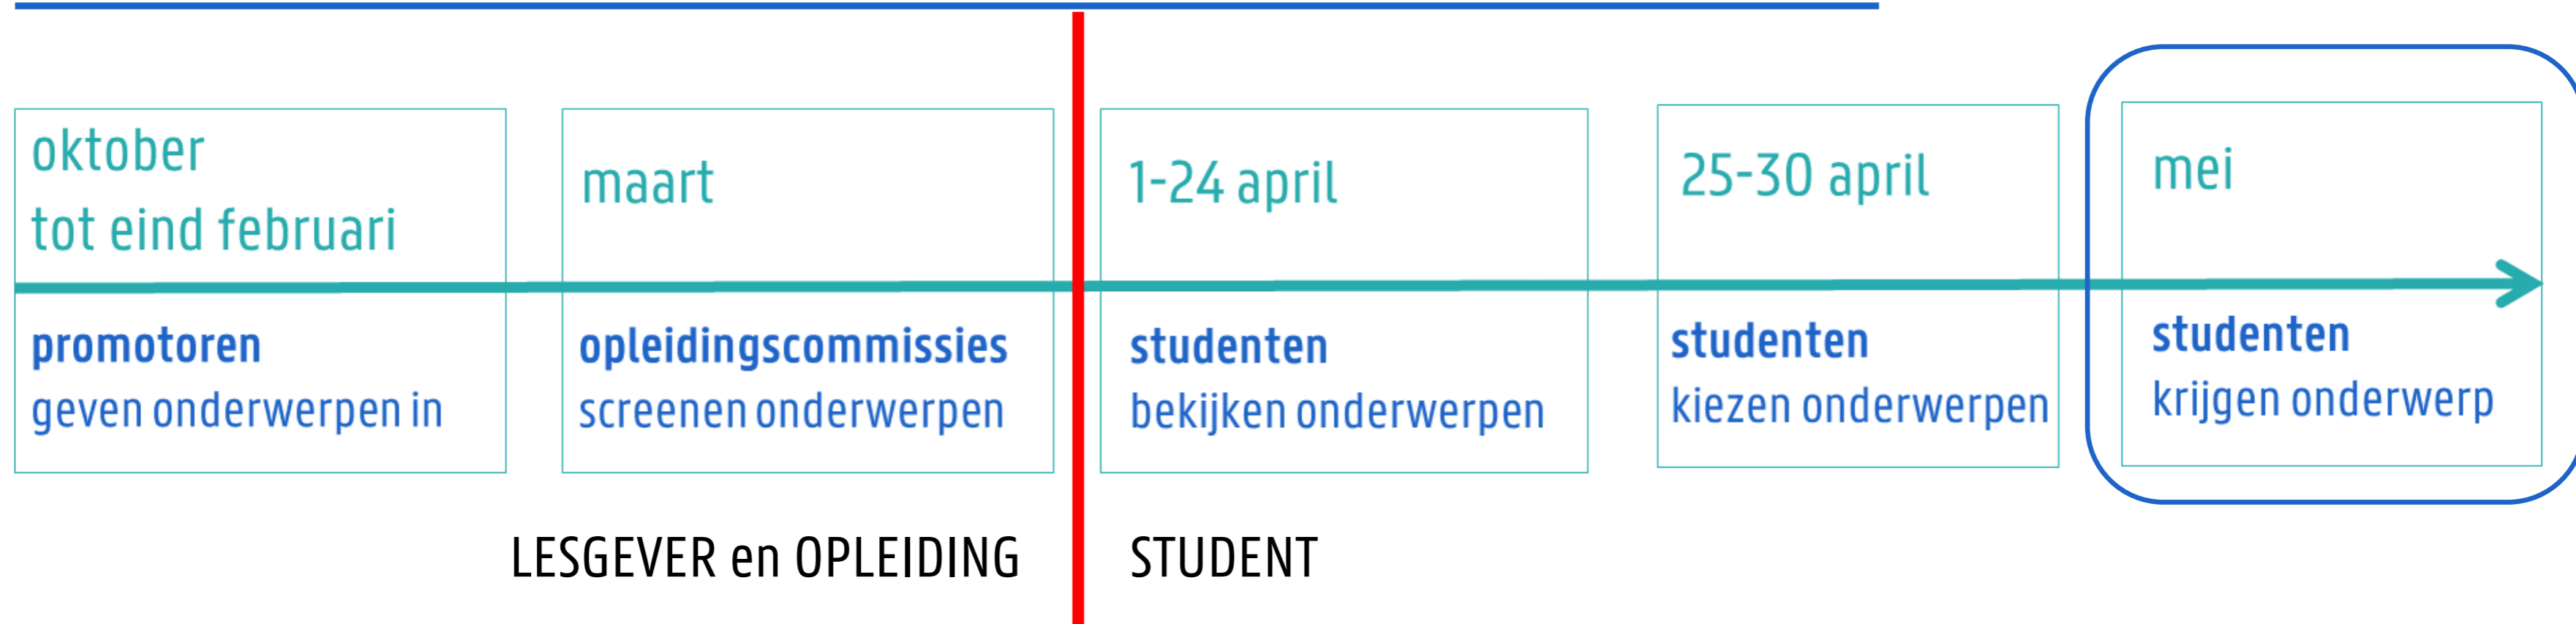 oktober
tot eind februari
promotoren
geven onderwerpen in
maart
opleidingscommissies
screenen onderwerpen
1-24 april
studenten
bekijken onderwerpen
25-30 april
studenten
kiezen onderwerpen
mei
studenten
krijgen onderwerp
LESGEVER en OPLEIDING
STUDENT